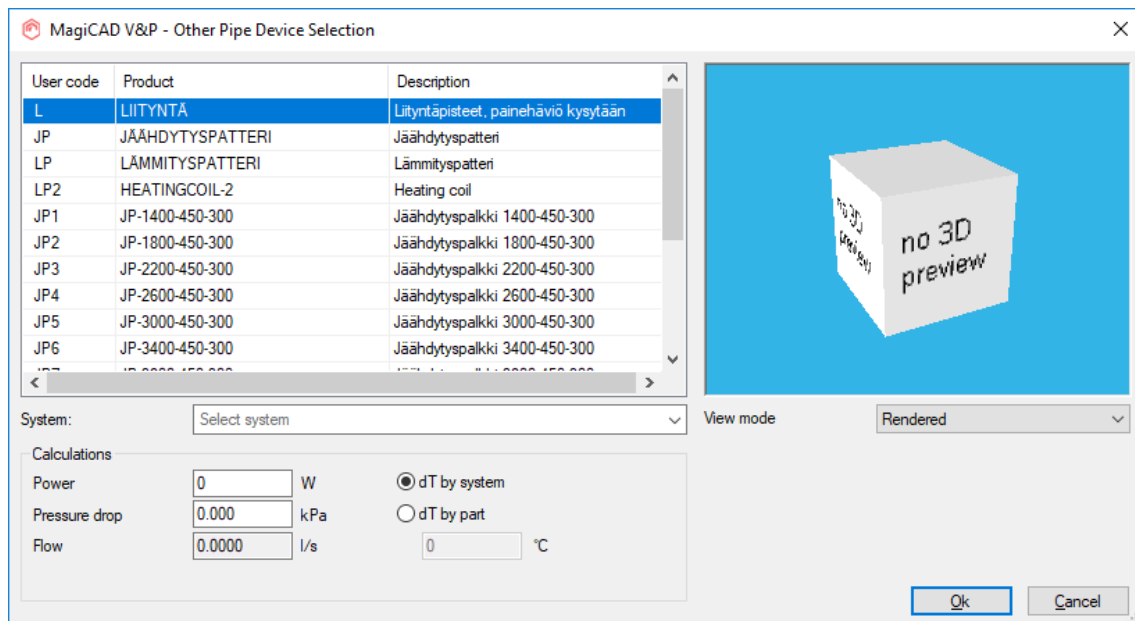 MagiCAD V&P - Other Pipe Device Selection
User code Product Description
L LIITYNTÄ Liityntäpisteet, painehäviö kysytään
JP JÄÄHDYTYSPATTERI Jäähdytyspatteri
LP LÄMMITYSPATTERI Lämmityspatteri
LP2 HEATINGCOIL-2 Heating coil
JP1 JP-1400-450-300 Jäähdytyspalkki 1400-450-300
JP2 JP-1800-450-300 Jäähdytyspalkki 1800-450-300
JP3 JP-2200-450-300 Jäähdytyspalkki 2200-450-300
JP4 JP-2600-450-300 Jäähdytyspalkki 2600-450-300
JP5 JP-3000-450-300 Jäähdytyspalkki 3000-450-300
JP6 JP-3400-450-300 Jäähdytyspalkki 3400-450-300
no 3D
preview
no 3D
preview
System: Select system
View mode Rendered
Calculations
Power 0 W dT by system
Pressure drop 0.000 kPa dT by part
Flow 0.0000 l/s 0 °C
Ok Cancel